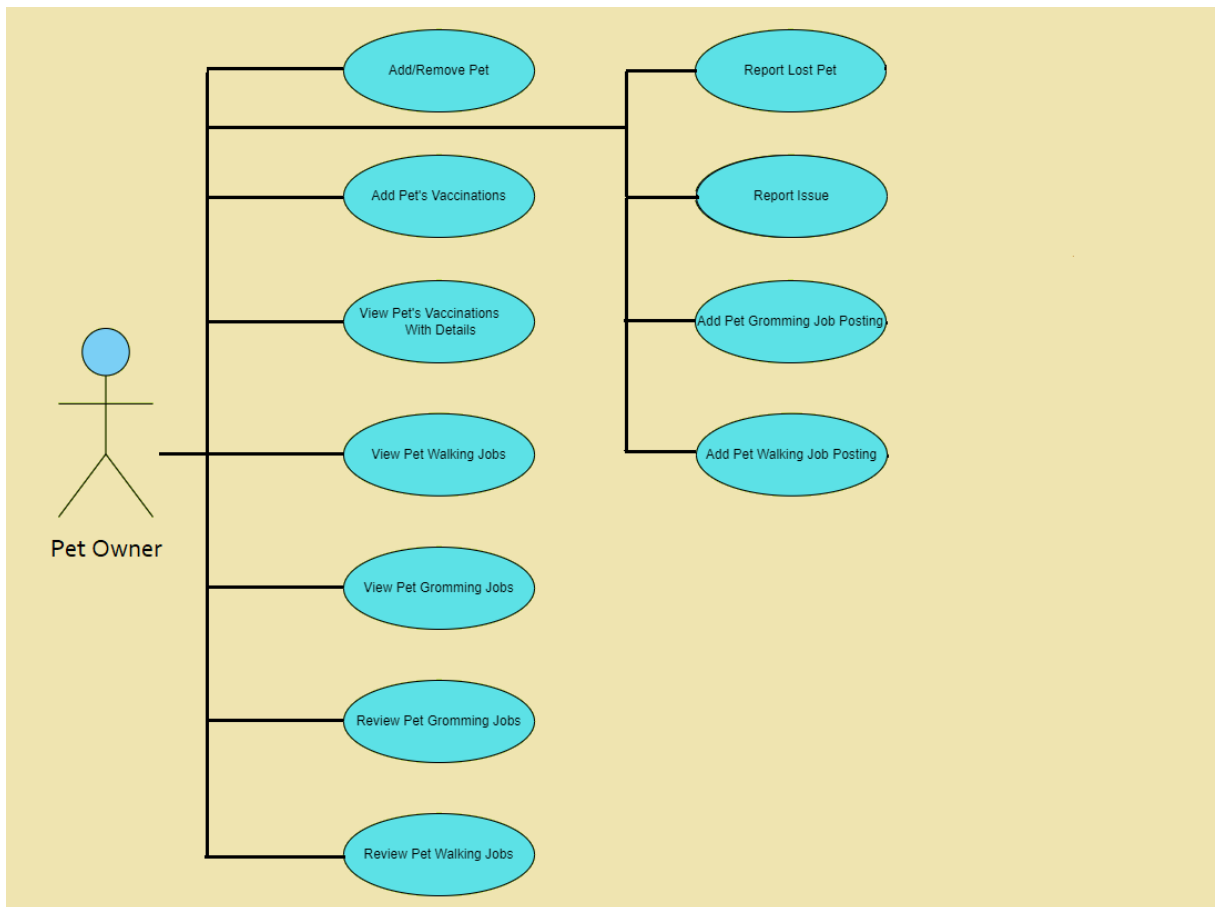 Add/Remove Pet
Report Lost Pet
Add Pet's Vaccinations
Report Issue
View Pet's Vaccinations
With Details
Add Pet Gromming Job Posting
View Pet Walking Jobs
Add Pet Walking Job Posting
Pet Owner
View Pet Gromming Jobs
Review Pet Gromming Jobs
Review Pet Walking Jobs